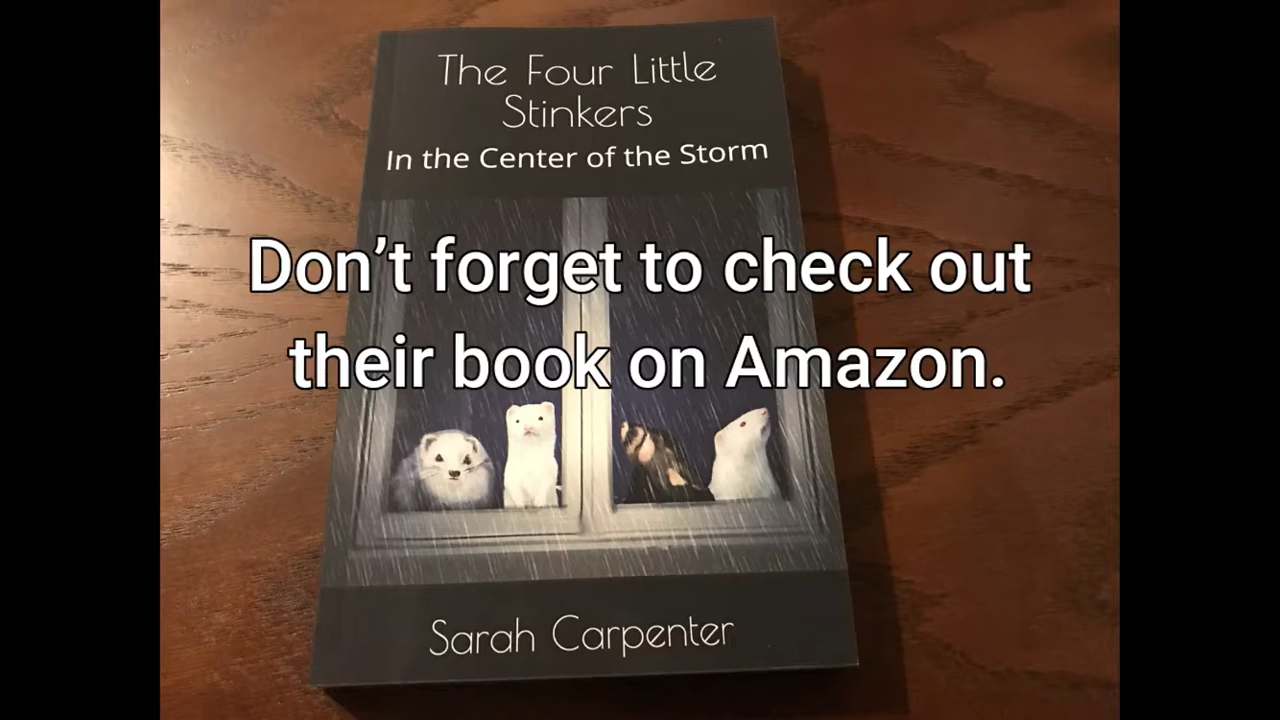 The Four Little
Stinkers
In the Center of the Storm
Don’t forget to check out
their book on Amazon.
Sarah Carpenter